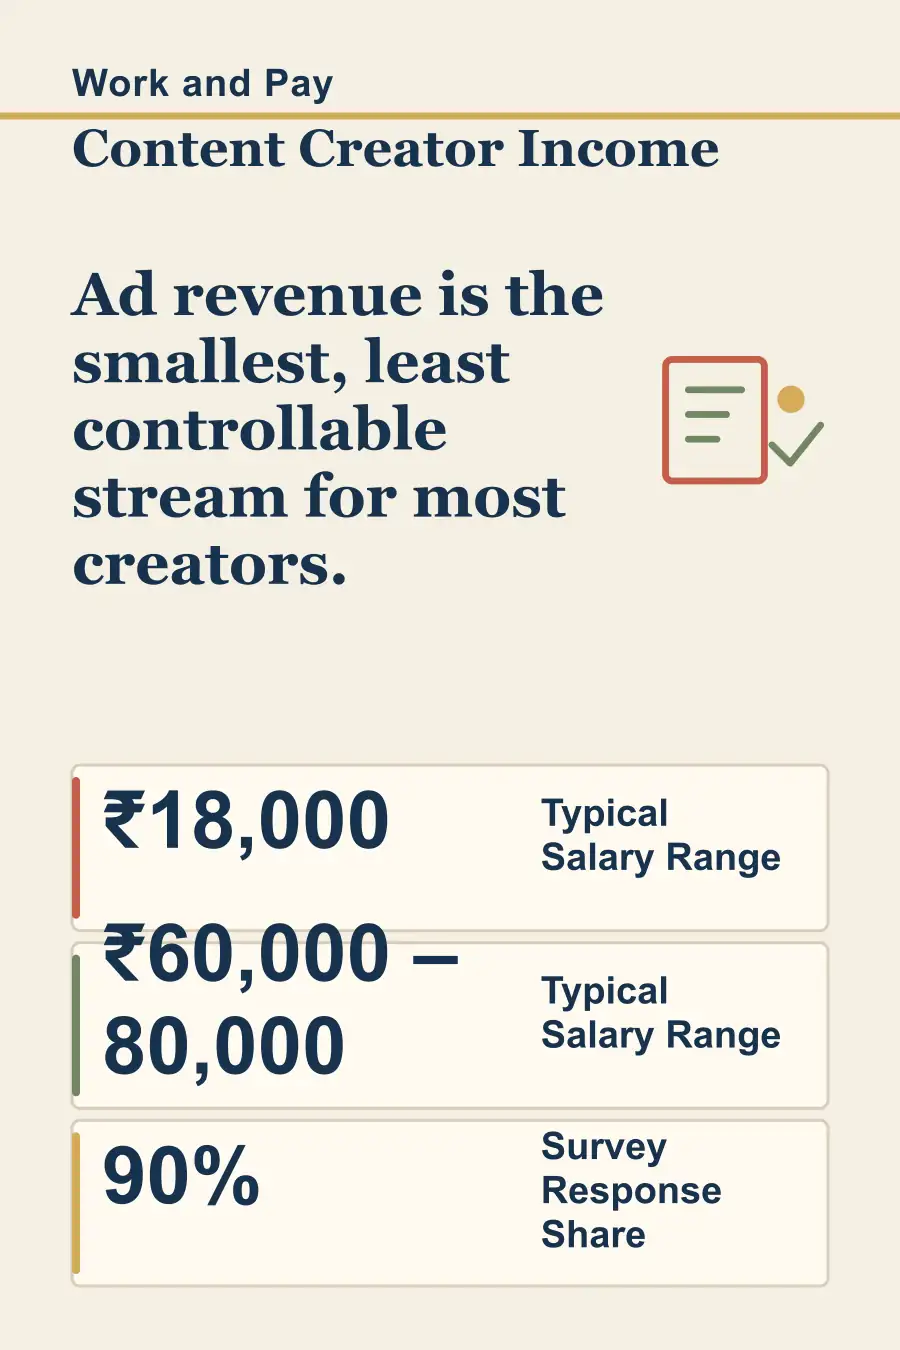 Work and Pay
Content Creator Income
Ad revenue is the
smallest, least
controllable
stream for most
creators.
₹18,000
Typical
Salary Range
₹60,000 –
80,000
Typical
Salary Range
90%
Survey
Response
Share